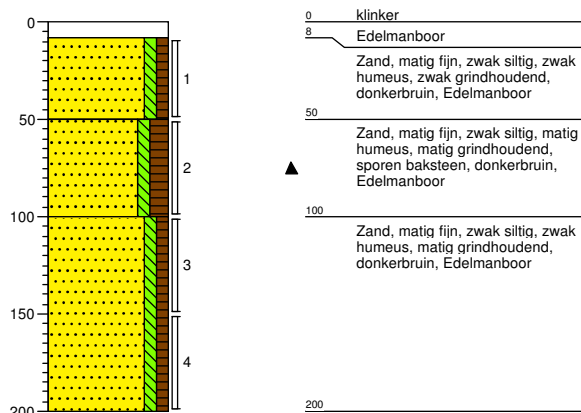 0
50
100
150
200
1
2
3
4
0 klinker
8 Edelmanboor
Zand, matig fijn, zwak siltig, zwak
humeus, zwak grindhoudend,
donkerbruin, Edelmanboor
50
Zand, matig fijn, zwak siltig, matig
humeus, matig grindhoudend,
sporen baksteen, donkerbruin,
Edelmanboor
100
Zand, matig fijn, zwak siltig, zwak
humeus, matig grindhoudend,
donkerbruin, Edelmanboor
200